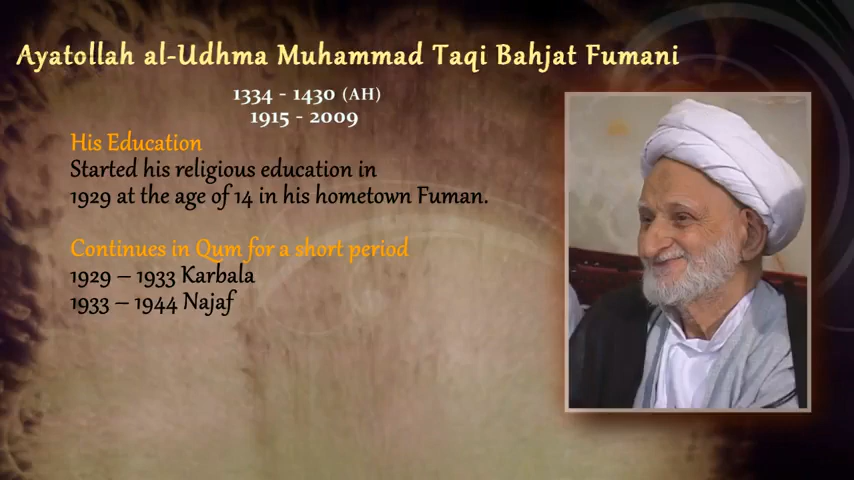 Ayatollah al-Udhma Muhammad Taqi Bahjat Fumani
1334 - 1430 (AH)
1915 - 2009
His Education
Started his religious education in
1929 at the age of 14 in his hometown Fuman.
Continues in Qum for a short period
1929 – 1933 Karbala
1933 – 1944 Najaf